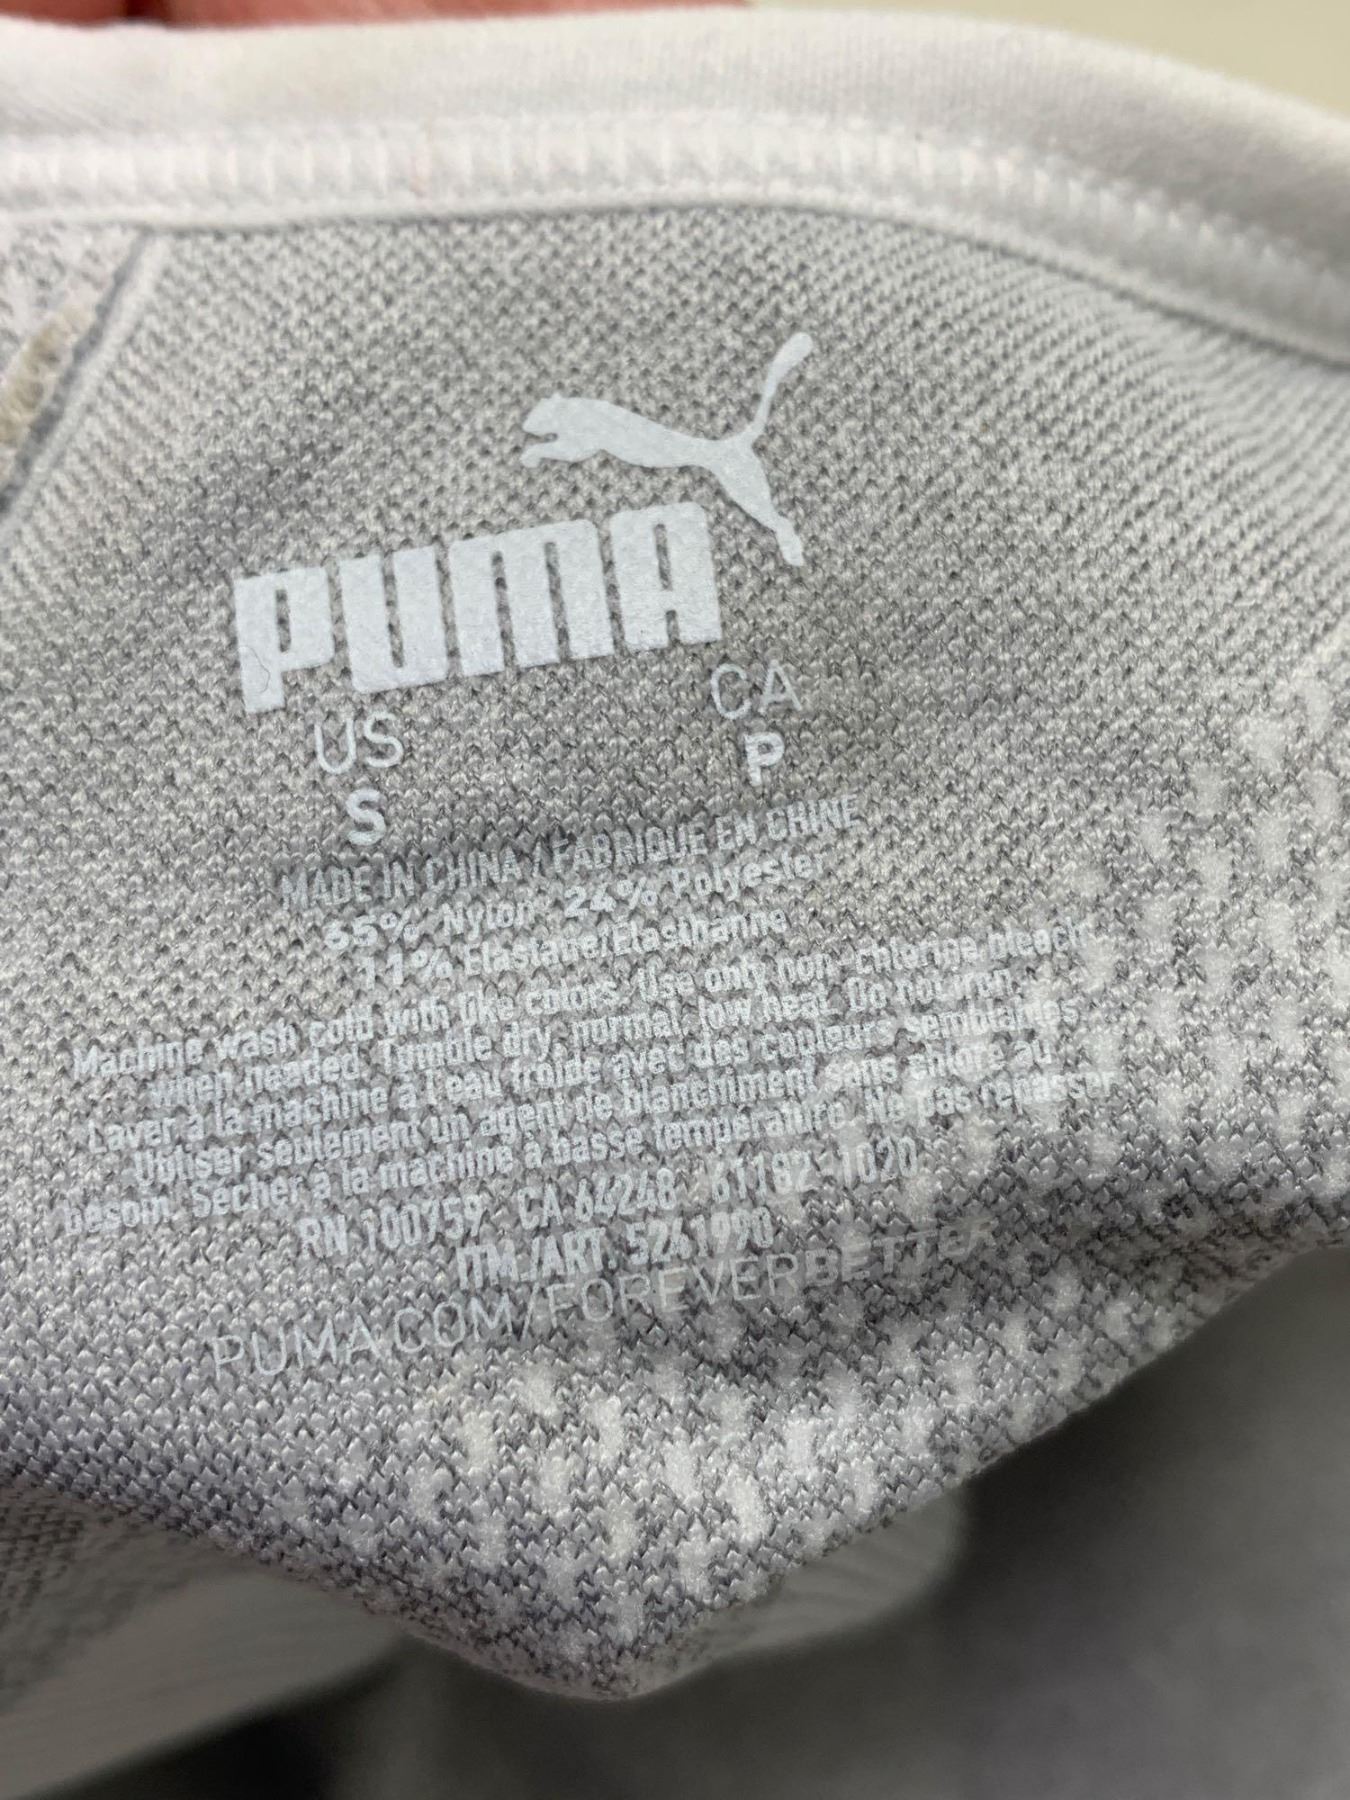 PUMA
US CA
S P
MADE IN CHINA / FABRIQUÉ EN CHINE
65% Nylon 24% Polyester
11% Elastane/Élasthanne
Machine wash cold with like colors. Use only non-chlorine bleach
when needed. Tumble dry, normal, low heat. Do not iron.
Laver à la machine à l'eau froide avec des couleurs semblables
Utiliser seulement un agent de blanchiment sans chlore au
besoin. Sécher à la machine à basse température. Ne pas repasser
RN 100759 CA 64248 61182-1020
ITM./ART. 5261990
PUMA.COM/FOREVERBETTER